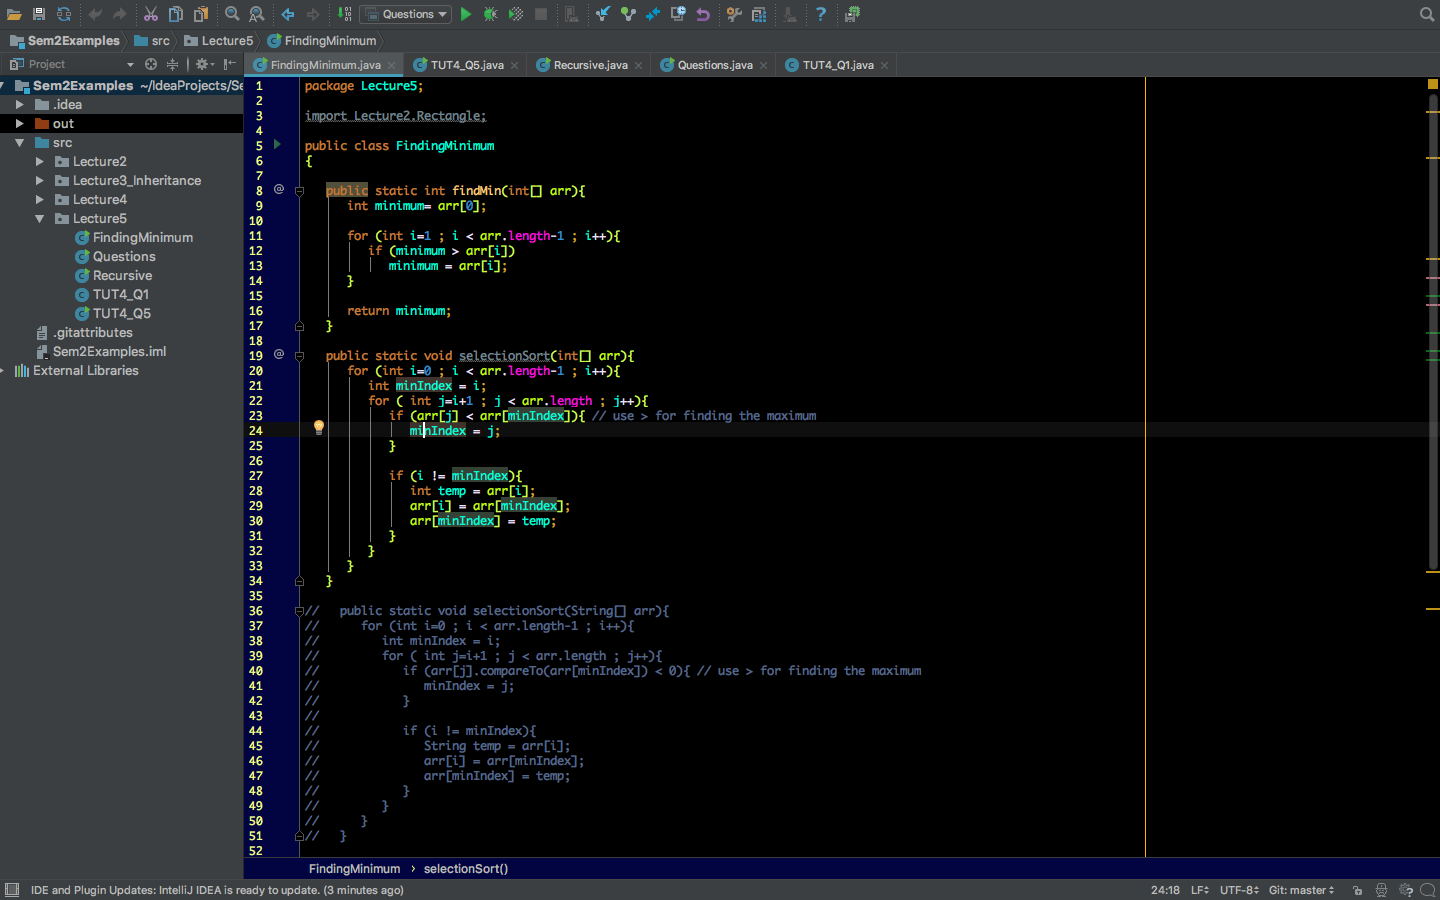 Questions
Sem2Examples
src
Lecture5
FindingMinimum
Project
FindingMinimum.java
TUT4_Q5.java
Recursive.java
Questions.java
TUT4_Q1.java
Sem2Examples ~/IdeaProjects/Se
.idea
out
src
Lecture2
Lecture3_Inheritance
Lecture4
Lecture5
FindingMinimum
Questions
Recursive
TUT4_Q1
TUT4_Q5
.gitattributes
Sem2Examples.iml
External Libraries
1 package Lecture5;
2
3 import Lecture2.Rectangle;
4
5 public class FindingMinimum
6 {
7
8 @ public static int findMin(int[] arr){
9 int minimum= arr[0];
10
11 for (int i=1 ; i < arr.length-1 ; i++){
12 if (minimum > arr[i])
13 minimum = arr[i];
14 }
15
16 return minimum;
17 }
18
19 @ public static void selectionSort(int[] arr){
20 for (int i=0 ; i < arr.length-1 ; i++){
21 int minIndex = i;
22 for ( int j=i+1 ; j < arr.length ; j++){
23 if (arr[j] < arr[minIndex]){ // use > for finding the maximum
24 minIndex = j;
25 }
26
27 if (i != minIndex){
28 int temp = arr[i];
29 arr[i] = arr[minIndex];
30 arr[minIndex] = temp;
31 }
32 }
33 }
34 }
35
36 // public static void selectionSort(String[] arr){
37 // for (int i=0 ; i < arr.length-1 ; i++){
38 // int minIndex = i;
39 // for ( int j=i+1 ; j < arr.length ; j++){
40 // if (arr[j].compareTo(arr[minIndex]) < 0){ // use > for finding the maximum
41 // minIndex = j;
42 // }
43 //
44 // if (i != minIndex){
45 // String temp = arr[i];
46 // arr[i] = arr[minIndex];
47 // arr[minIndex] = temp;
48 // }
49 // }
50 // }
51 // }
52
FindingMinimum › selectionSort()
IDE and Plugin Updates: IntelliJ IDEA is ready to update. (3 minutes ago)
24:18 LF UTF-8 Git: master